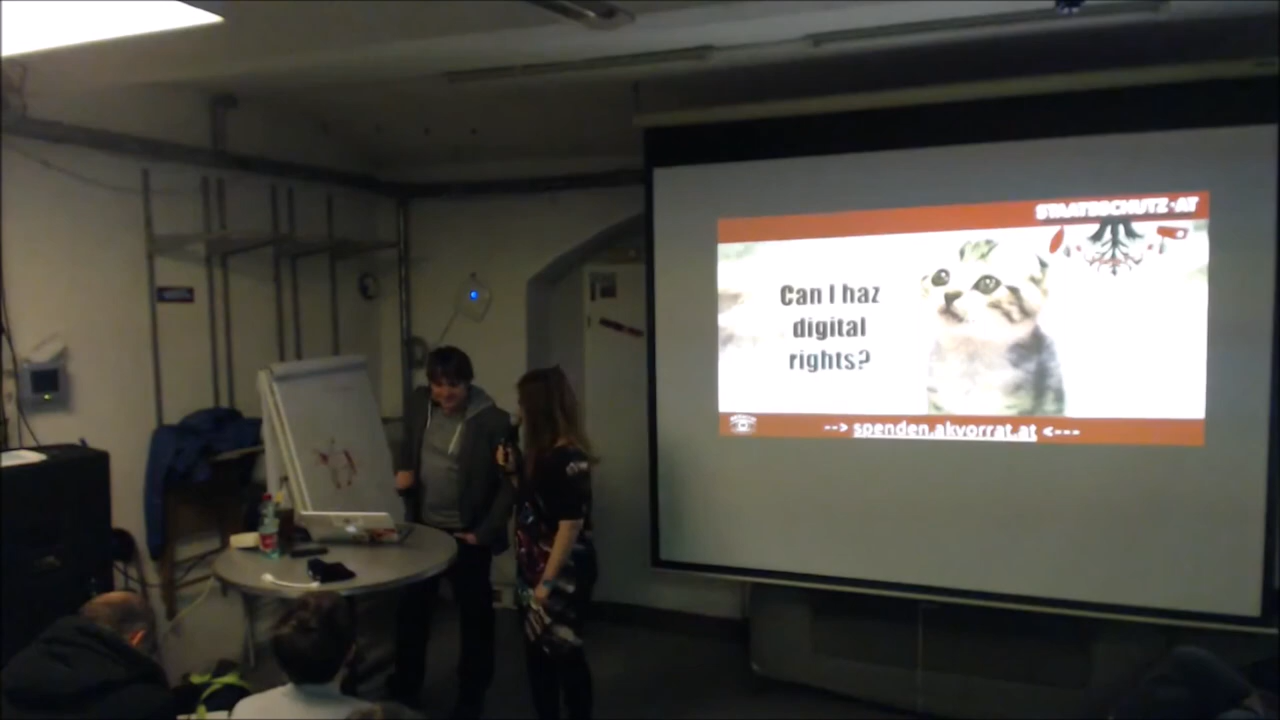 STAATSSCHUTZ.AT
Can I haz
digital
rights?
--> spenden.akvorrat.at <---